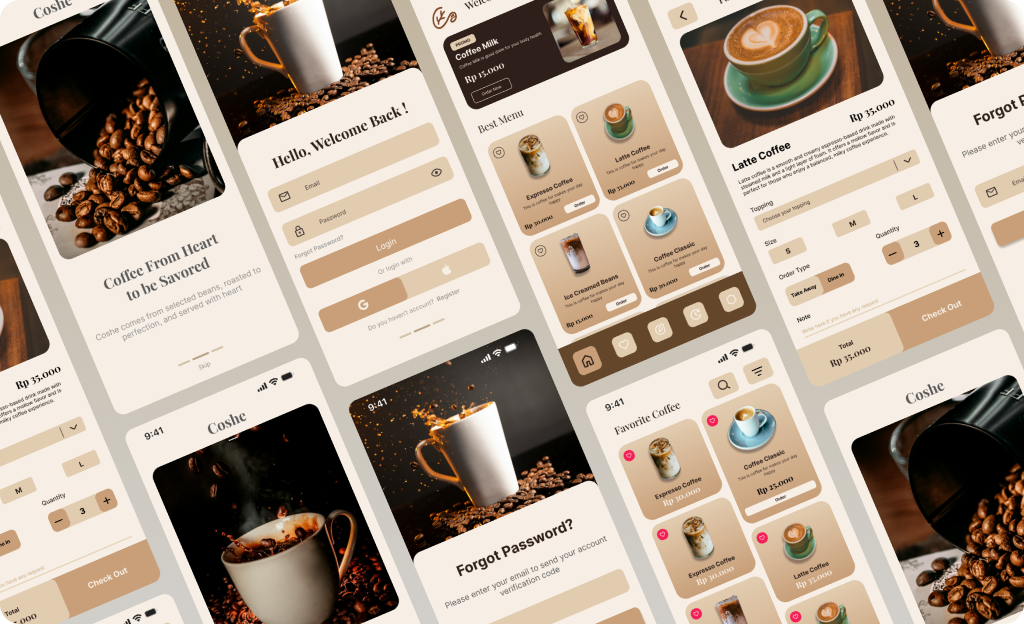 Coshe
Coffee From Heart
to be Savored
Coshe comes from selected beans, roasted to
perfection, and served with heart
Skip
Rp 35.000
L
M
Quantity
3
Check Out
Total
9:41
Coshe
Hello, Welcome Back !
Email
Password
Forgot Password?
Login
Or login with
G
Do you haven't account? Register
9:41
Forgot Password?
Please enter your email to send your account
verification code
PROMO
Coffee Milk
Coffee Milk is good dose for your body health
Rp 15.000
Order Now
Best Menu
Expresso Coffee
This is coffee for makes your day
happy
Rp 30.000
Order
Latte Coffee
This is coffee for makes your day
happy
Rp 35.000
Order
Ice Creamed Beans
This is coffee for makes your day
happy
Rp 15.000
Order
Coffee Classic
This is coffee for makes your day
happy
Rp 30.000
Order
9:41
Favorite Coffee
Expresso Coffee
Rp 30.000
Coffee Classic
This is coffee for makes your day
happy
Rp 25.000
Order
Expresso Coffee
Rp 30.000
Latte Coffee
Rp 35.000
Rp 35.000
Latte Coffee
Latte coffee is a smooth and creamy espresso-based drink made with
steamed milk and a light layer of foam. It offers a mellow flavor and is
perfect for those who enjoy a balanced, milky coffee experience.
Topping
Choose your topping
Size
S
M
L
Order Type
Take Away
Dine In
Quantity
3
Note
Write here if you have any request
Total
Rp 35.000
Check Out
Coshe
Forgot
Please enter
Email